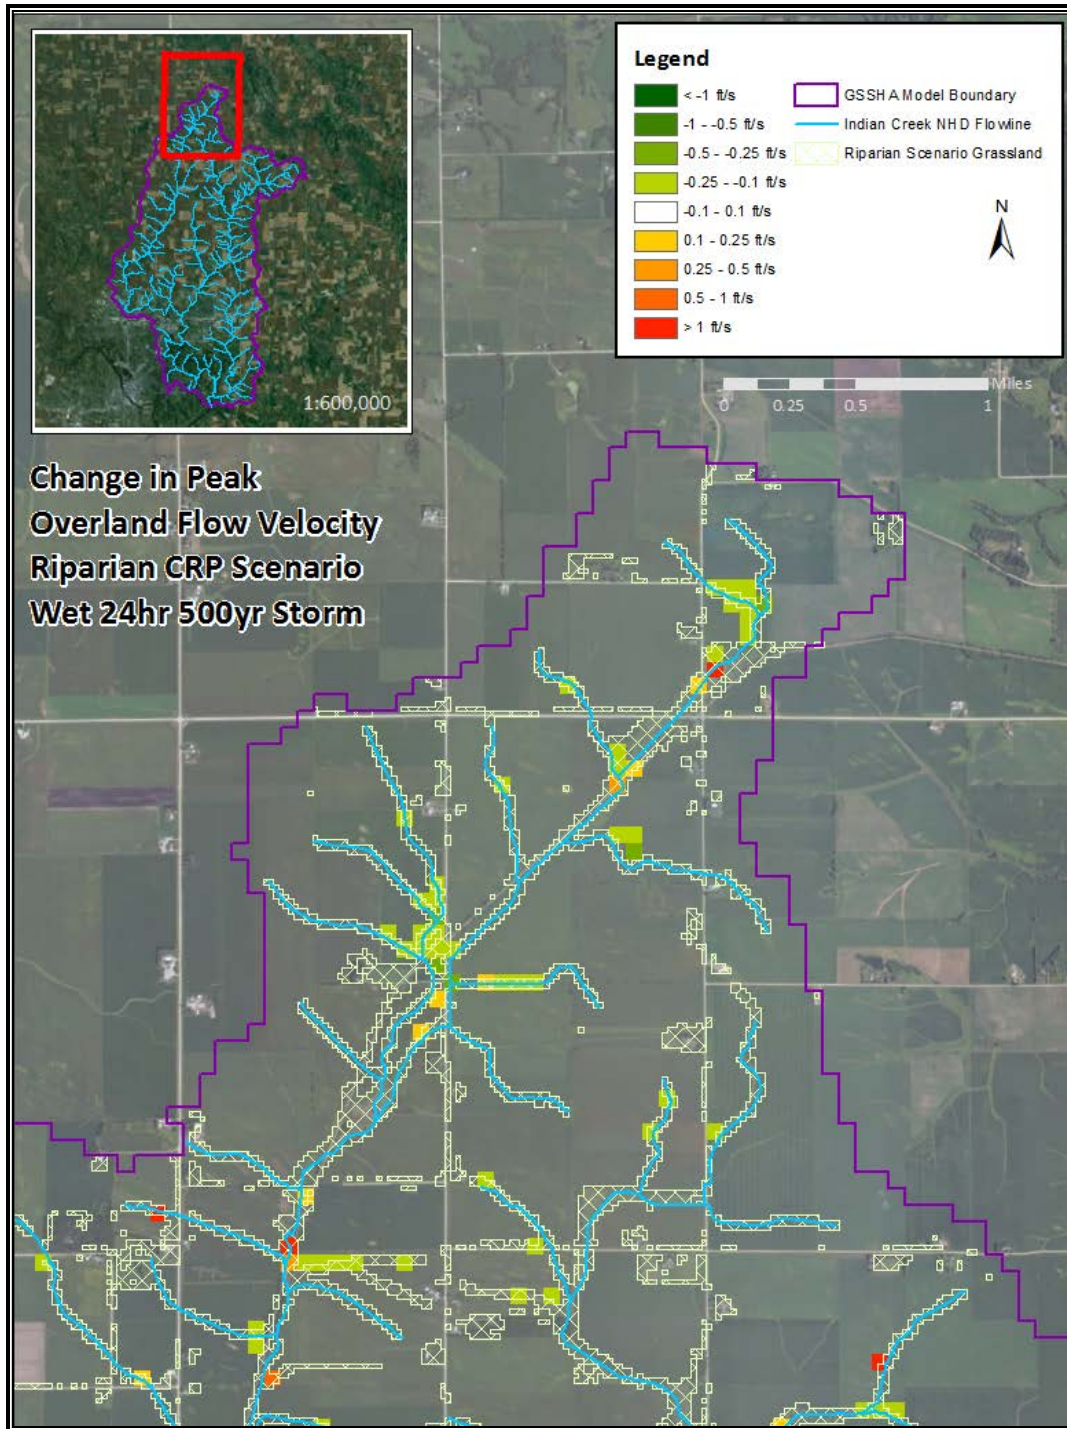 1:600,000
Change in Peak
Overland Flow Velocity
Riparian CRP Scenario
Wet 24hr 500yr Storm
Legend
< -1 ft/s
-1 - -0.5 ft/s
-0.5 - -0.25 ft/s
-0.25 - -0.1 ft/s
-0.1 - 0.1 ft/s
0.1 - 0.25 ft/s
0.25 - 0.5 ft/s
0.5 - 1 ft/s
> 1 ft/s
GSSHA Model Boundary
Indian Creek NHD Flowline
Riparian Scenario Grassland
N
Miles
0 0.25 0.5 1